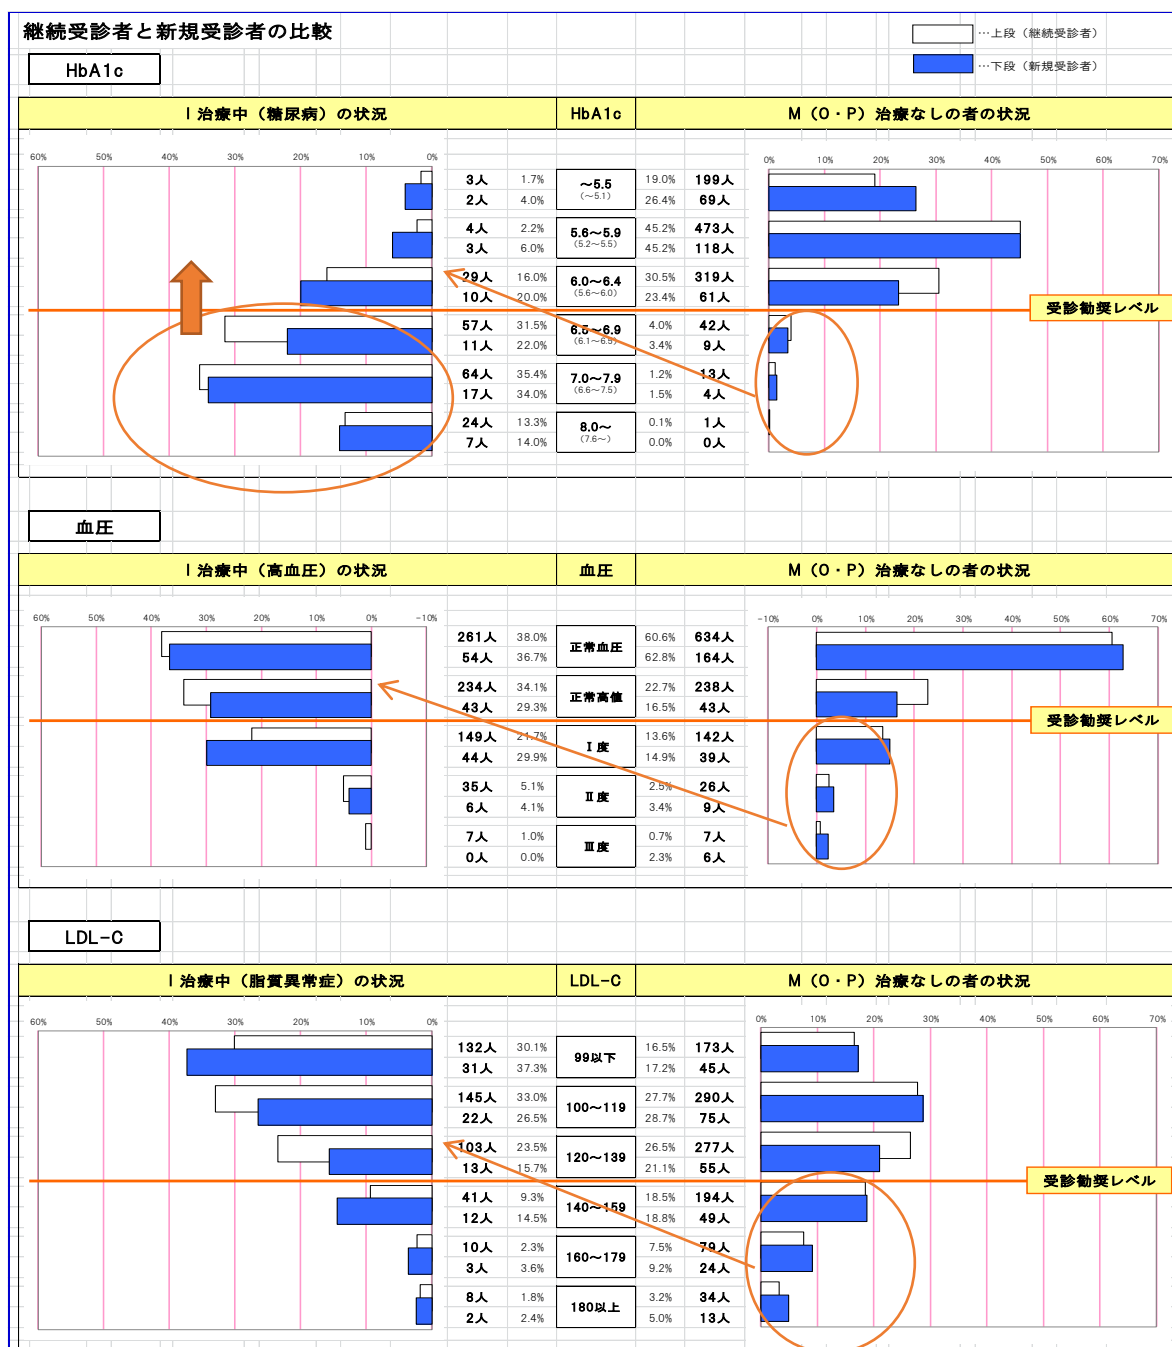 継続受診者と新規受診者の比較
…上段（継続受診者）
…下段（新規受診者）
HbA1c
Ⅰ 治療中（糖尿病）の状況 HbA1c M（O・P）治療なしの者の状況
60% 50% 40% 30% 20% 10% 0% 0% 10% 20% 30% 40% 50% 60% 70%
3人 1.7% ～5.5 19.0% 199人
2人 4.0% （～5.1） 26.4% 69人
4人 2.2% 5.6～5.9 45.2% 473人
3人 6.0% （5.2～5.5） 45.2% 118人
29人 16.0% 6.0～6.4 30.5% 319人
10人 20.0% （5.6～6.0） 23.4% 61人
受診勧奨レベル
57人 31.5% 6.5～6.9 4.0% 42人
11人 22.0% （6.1～6.5） 3.4% 9人
64人 35.4% 7.0～7.9 1.2% 13人
17人 34.0% （6.6～7.5） 1.5% 4人
24人 13.3% 8.0～ 0.1% 1人
7人 14.0% （7.6～） 0.0% 0人
血圧
Ⅰ 治療中（高血圧）の状況 血圧 M（O・P）治療なしの者の状況
60% 50% 40% 30% 20% 10% 0% −10% −10% 0% 10% 20% 30% 40% 50% 60% 70%
261人 38.0% 正常血圧 60.6% 634人
54人 36.7% 62.8% 164人
234人 34.1% 正常高値 22.7% 238人
43人 29.3% 16.5% 43人
受診勧奨レベル
149人 21.7% Ⅰ度 13.6% 142人
44人 29.9% 14.9% 39人
35人 5.1% Ⅱ度 2.5% 26人
6人 4.1% 3.4% 9人
7人 1.0% Ⅲ度 0.7% 7人
0人 0.0% 2.3% 6人
LDL−C
Ⅰ 治療中（脂質異常症）の状況 LDL−C M（O・P）治療なしの者の状況
60% 50% 40% 30% 20% 10% 0% 0% 10% 20% 30% 40% 50% 60% 70%
132人 30.1% 99以下 16.5% 173人
31人 37.3% 17.2% 45人
145人 33.0% 100～119 27.7% 290人
22人 26.5% 28.7% 75人
103人 23.5% 120～139 26.5% 277人
13人 15.7% 21.1% 55人
受診勧奨レベル
41人 9.3% 140～159 18.5% 194人
12人 14.5% 18.8% 49人
10人 2.3% 160～179 7.5% 79人
3人 3.6% 9.2% 24人
8人 1.8% 180以上 3.2% 34人
2人 2.4% 5.0% 13人